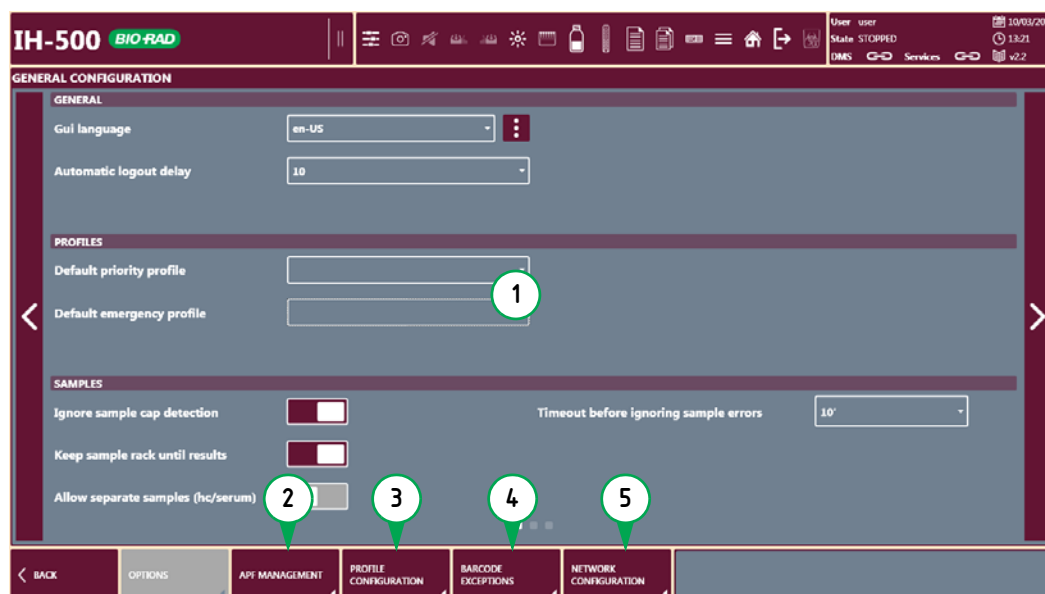 IH-500 BIO-RAD
User user
State STOPPED
DMS Services
10/03/20
13:21
v2.2
GENERAL CONFIGURATION
GENERAL
Gui language en-US
Automatic logout delay 10
PROFILES
Default priority profile
1
Default emergency profile
SAMPLES
Ignore sample cap detection Timeout before ignoring sample errors 10'
Keep sample rack until results
Allow separate samples (hc/serum)
2 3 4 5
BACK OPTIONS APF MANAGEMENT PROFILE CONFIGURATION BARCODE EXCEPTIONS NETWORK CONFIGURATION